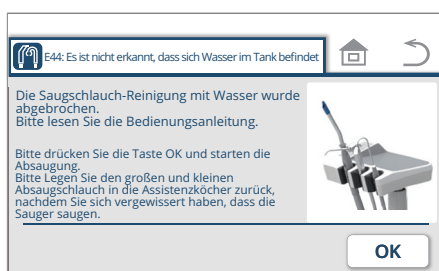 E44: Es ist nicht erkannt, dass sich Wasser im Tank befindet
Die Saugschlauch-Reinigung mit Wasser wurde
abgebrochen.
Bitte lesen Sie die Bedienungsanleitung.
Bitte drücken Sie die Taste OK und starten die
Absaugung.
Bitte Legen Sie den großen und kleinen
Absaugschlauch in die Assistenzköcher zurück,
nachdem Sie sich vergewissert haben, dass die
Sauger saugen.
OK